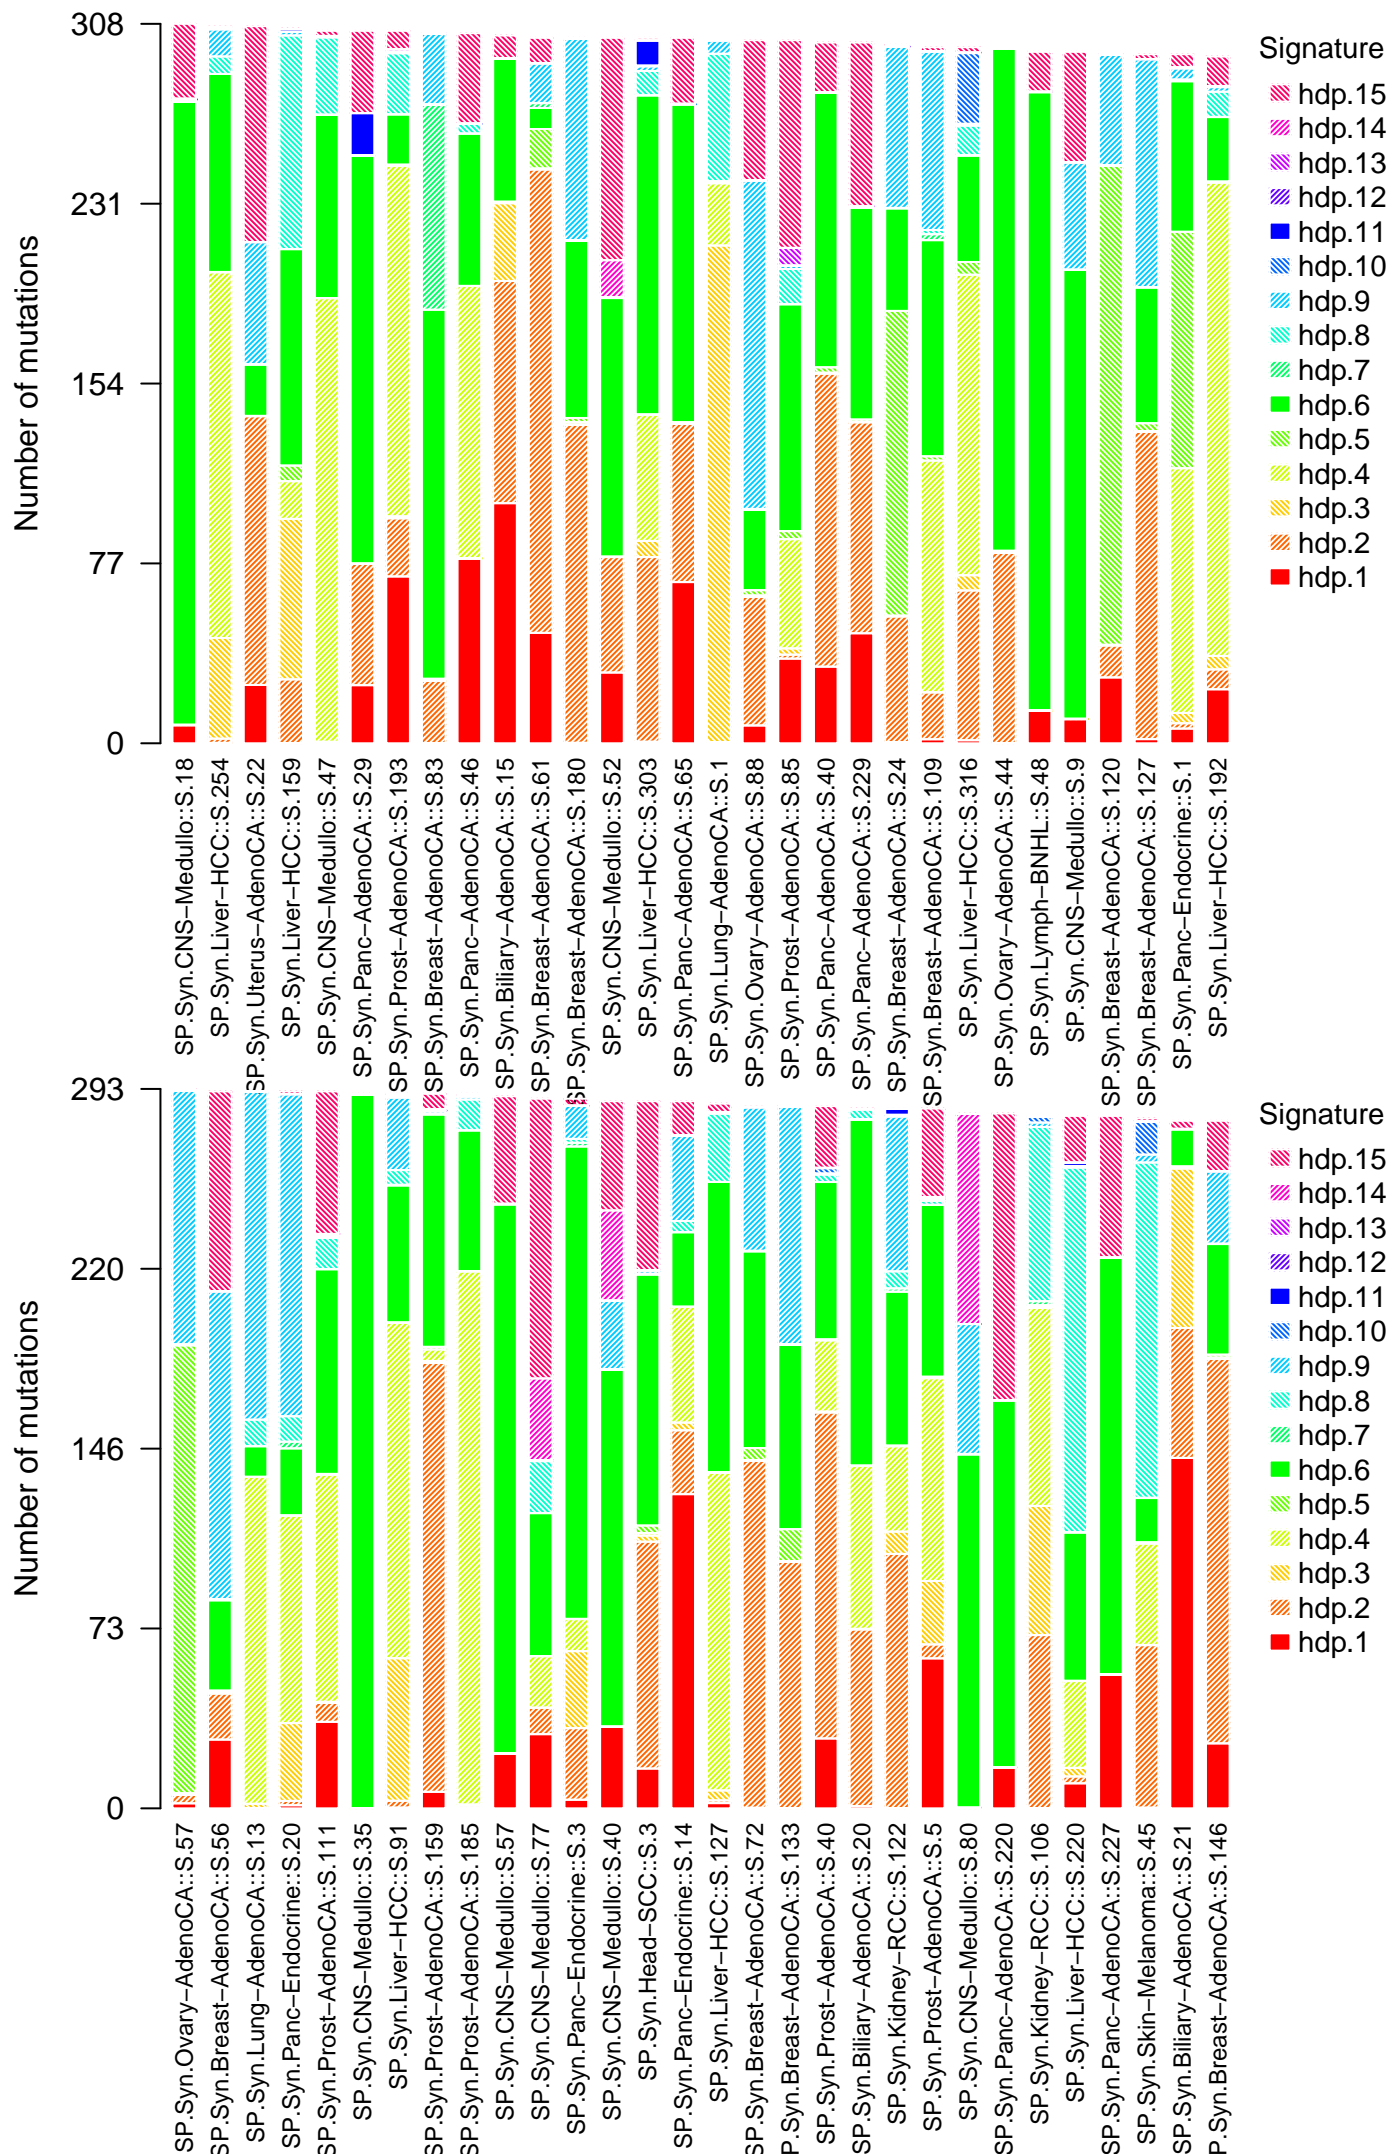 308
231
154
77
0
Number of mutations
SP.Syn.CNS−Medullo::S.18
SP.Syn.Liver−HCC::S.254
SP.Syn.Uterus−AdenoCA::S.22
SP.Syn.Liver−HCC::S.159
SP.Syn.CNS−Medullo::S.47
SP.Syn.Panc−AdenoCA::S.29
SP.Syn.Prost−AdenoCA::S.193
SP.Syn.Breast−AdenoCA::S.83
SP.Syn.Panc−AdenoCA::S.46
SP.Syn.Biliary−AdenoCA::S.15
SP.Syn.Breast−AdenoCA::S.61
SP.Syn.Breast−AdenoCA::S.180
SP.Syn.CNS−Medullo::S.52
SP.Syn.Liver−HCC::S.303
SP.Syn.Panc−AdenoCA::S.65
SP.Syn.Lung−AdenoCA::S.1
SP.Syn.Ovary−AdenoCA::S.88
SP.Syn.Prost−AdenoCA::S.85
SP.Syn.Panc−AdenoCA::S.40
SP.Syn.Panc−AdenoCA::S.229
SP.Syn.Breast−AdenoCA::S.24
SP.Syn.Breast−AdenoCA::S.109
SP.Syn.Liver−HCC::S.316
SP.Syn.Ovary−AdenoCA::S.44
SP.Syn.Lymph−BNHL::S.48
SP.Syn.CNS−Medullo::S.9
SP.Syn.Breast−AdenoCA::S.120
SP.Syn.Breast−AdenoCA::S.127
SP.Syn.Panc−Endocrine::S.1
SP.Syn.Liver−HCC::S.192
Signature
hdp.15
hdp.14
hdp.13
hdp.12
hdp.11
hdp.10
hdp.9
hdp.8
hdp.7
hdp.6
hdp.5
hdp.4
hdp.3
hdp.2
hdp.1
293
220
146
73
0
Number of mutations
SP.Syn.Ovary−AdenoCA::S.57
SP.Syn.Breast−AdenoCA::S.56
SP.Syn.Lung−AdenoCA::S.13
SP.Syn.Panc−Endocrine::S.20
SP.Syn.Prost−AdenoCA::S.111
SP.Syn.CNS−Medullo::S.35
SP.Syn.Liver−HCC::S.91
SP.Syn.Prost−AdenoCA::S.159
SP.Syn.Prost−AdenoCA::S.185
SP.Syn.CNS−Medullo::S.57
SP.Syn.CNS−Medullo::S.77
SP.Syn.Panc−Endocrine::S.3
SP.Syn.CNS−Medullo::S.40
SP.Syn.Head−SCC::S.3
SP.Syn.Panc−Endocrine::S.14
SP.Syn.Liver−HCC::S.127
SP.Syn.Breast−AdenoCA::S.72
SP.Syn.Breast−AdenoCA::S.133
SP.Syn.Prost−AdenoCA::S.40
SP.Syn.Biliary−AdenoCA::S.20
SP.Syn.Kidney−RCC::S.122
SP.Syn.Prost−AdenoCA::S.5
SP.Syn.CNS−Medullo::S.80
SP.Syn.Panc−AdenoCA::S.220
SP.Syn.Kidney−RCC::S.106
SP.Syn.Liver−HCC::S.220
SP.Syn.Panc−AdenoCA::S.227
SP.Syn.Skin−Melanoma::S.45
SP.Syn.Biliary−AdenoCA::S.21
P.Syn.Breast−AdenoCA::S.146
Signature
hdp.15
hdp.14
hdp.13
hdp.12
hdp.11
hdp.10
hdp.9
hdp.8
hdp.7
hdp.6
hdp.5
hdp.4
hdp.3
hdp.2
hdp.1